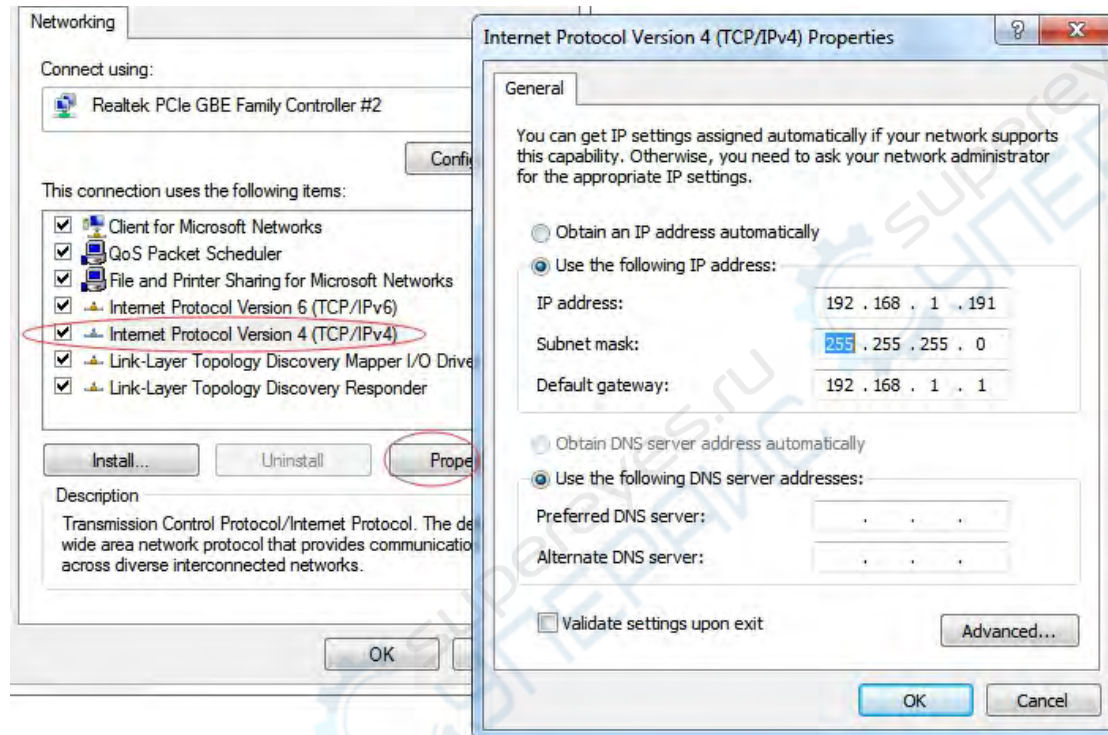 Networking
Connect using:
Realtek PCIe GBE Family Controller #2
Confi
This connection uses the following items:
Client for Microsoft Networks
QoS Packet Scheduler
File and Printer Sharing for Microsoft Networks
Internet Protocol Version 6 (TCP/IPv6)
Internet Protocol Version 4 (TCP/IPv4)
Link-Layer Topology Discovery Mapper I/O Drive
Link-Layer Topology Discovery Responder
Install...
Uninstall
Prope
Description
Transmission Control Protocol/Internet Protocol. The de
wide area network protocol that provides communicatio
across diverse interconnected networks.
OK
Internet Protocol Version 4 (TCP/IPv4) Properties
General
You can get IP settings assigned automatically if your network supports
this capability. Otherwise, you need to ask your network administrator
for the appropriate IP settings.
Obtain an IP address automatically
Use the following IP address:
IP address: 192 . 168 . 1 . 191
Subnet mask: 255 . 255 . 255 . 0
Default gateway: 192 . 168 . 1 . 1
Obtain DNS server address automatically
Use the following DNS server addresses:
Preferred DNS server: . . .
Alternate DNS server: . . .
Validate settings upon exit
Advanced...
OK
Cancel
supereyes.ru
СУПЕРАЙС